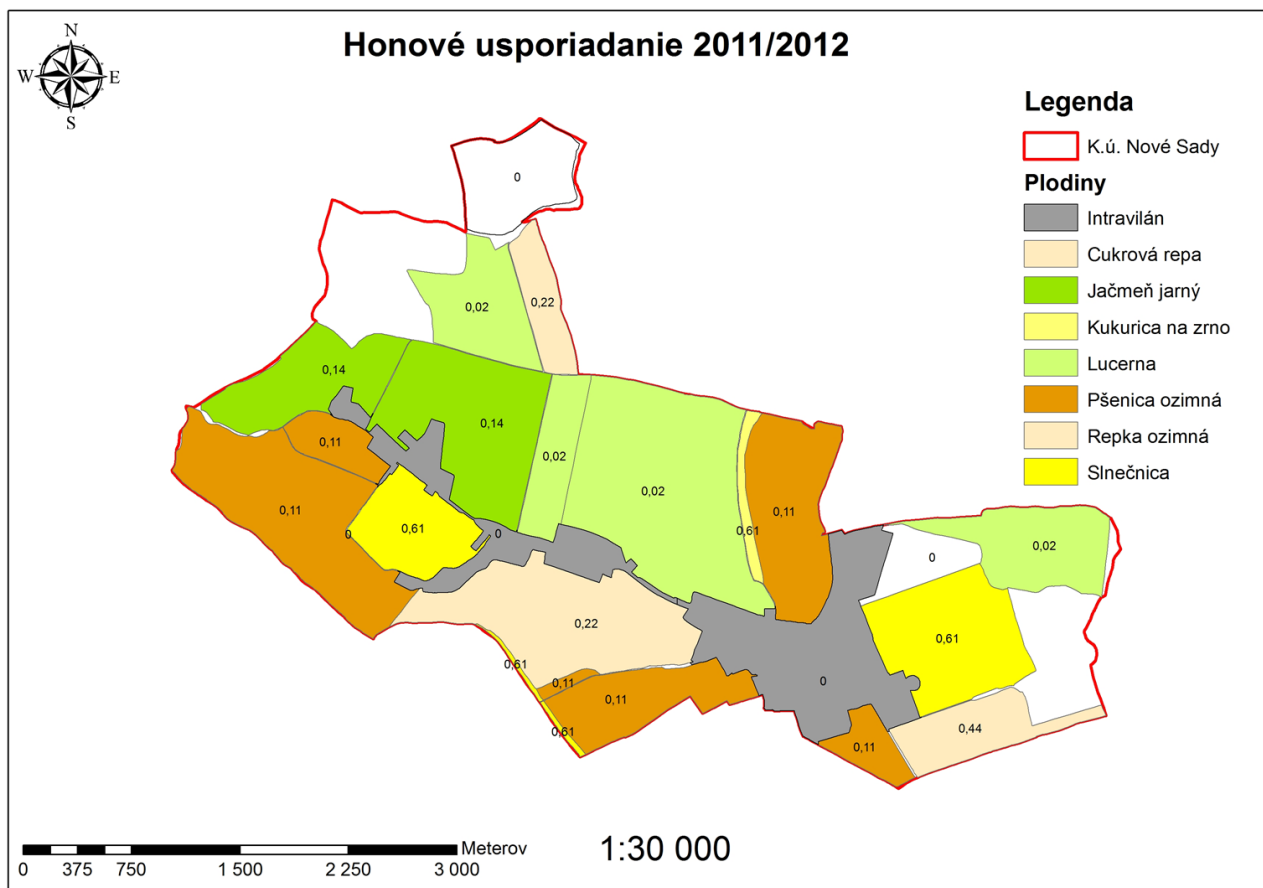 Honové usporiadanie 2011/2012
N
W E
S
Legenda
K.ú. Nové Sady
Plodiny
Intravilán
Cukrová repa
Jačmeň jarný
Kukurica na zrno
Lucerna
Pšenica ozimná
Repka ozimná
Slnečnica
0
0,02
0,22
0,14
0,14
0,11
0,02
0,02
0,11
0,61
0,11
0
0,61
0
0,02
0
0,22
0,61
0,61
0,11
0,11
0
0,61
0,11
0,44
Meterov
0 375 750 1 500 2 250 3 000
1:30 000